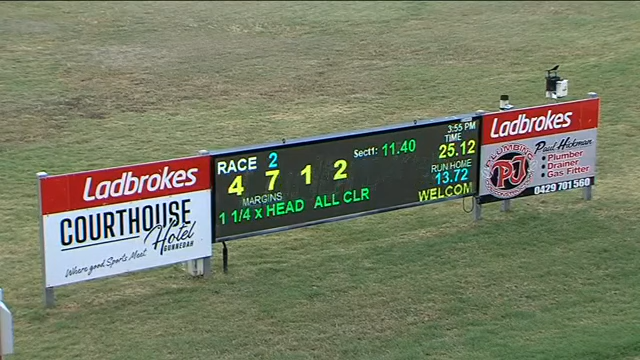 Ladbrokes
COURTHOUSE
Hotel
GUNNEDAH
Where good Sports Meet
RACE 2
4 7 1 2
MARGINS
1 1/4 x HEAD ALL CLR
Sect1: 11.40
3:55 PM
TIME
25.12
RUN HOME
13.72
WELCOM
Ladbrokes
PLUMBING
PJ
Paul Hickman
Plumber
Drainer
Gas Fitter
0429 701 560